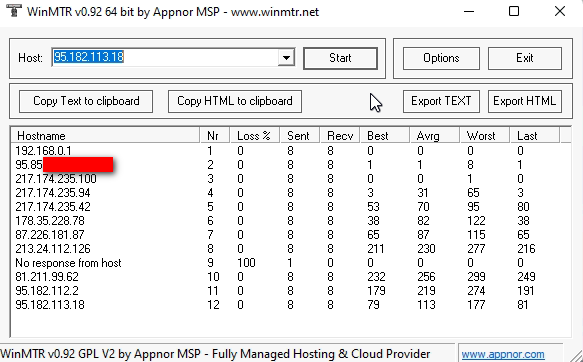 WinMTR v0.92 64 bit by Appnor MSP - www.winmtr.net
Host: 95.182.113.18 Start Options Exit
Copy Text to clipboard Copy HTML to clipboard Export TEXT Export HTML
Hostname Nr Loss % Sent Recv Best Avrg Worst Last
192.168.0.1 1 0 8 8 0 0 0 0
95.85 2 0 8 8 1 1 8 1
217.174.235.100 3 0 8 8 0 0 1 0
217.174.235.94 4 0 8 8 3 31 65 3
217.174.235.42 5 0 8 8 53 70 95 80
178.35.228.78 6 0 8 8 38 82 122 38
87.226.181.87 7 0 8 8 65 87 115 65
213.24.112.126 8 0 8 8 211 230 277 216
No response from host 9 100 1 0 0 0 0 0
81.211.99.62 10 0 8 8 232 256 299 249
95.182.112.2 11 0 8 8 179 219 274 191
95.182.113.18 12 0 8 8 79 113 177 81
WinMTR v0.92 GPL V2 by Appnor MSP - Fully Managed Hosting & Cloud Provider www.appnor.com